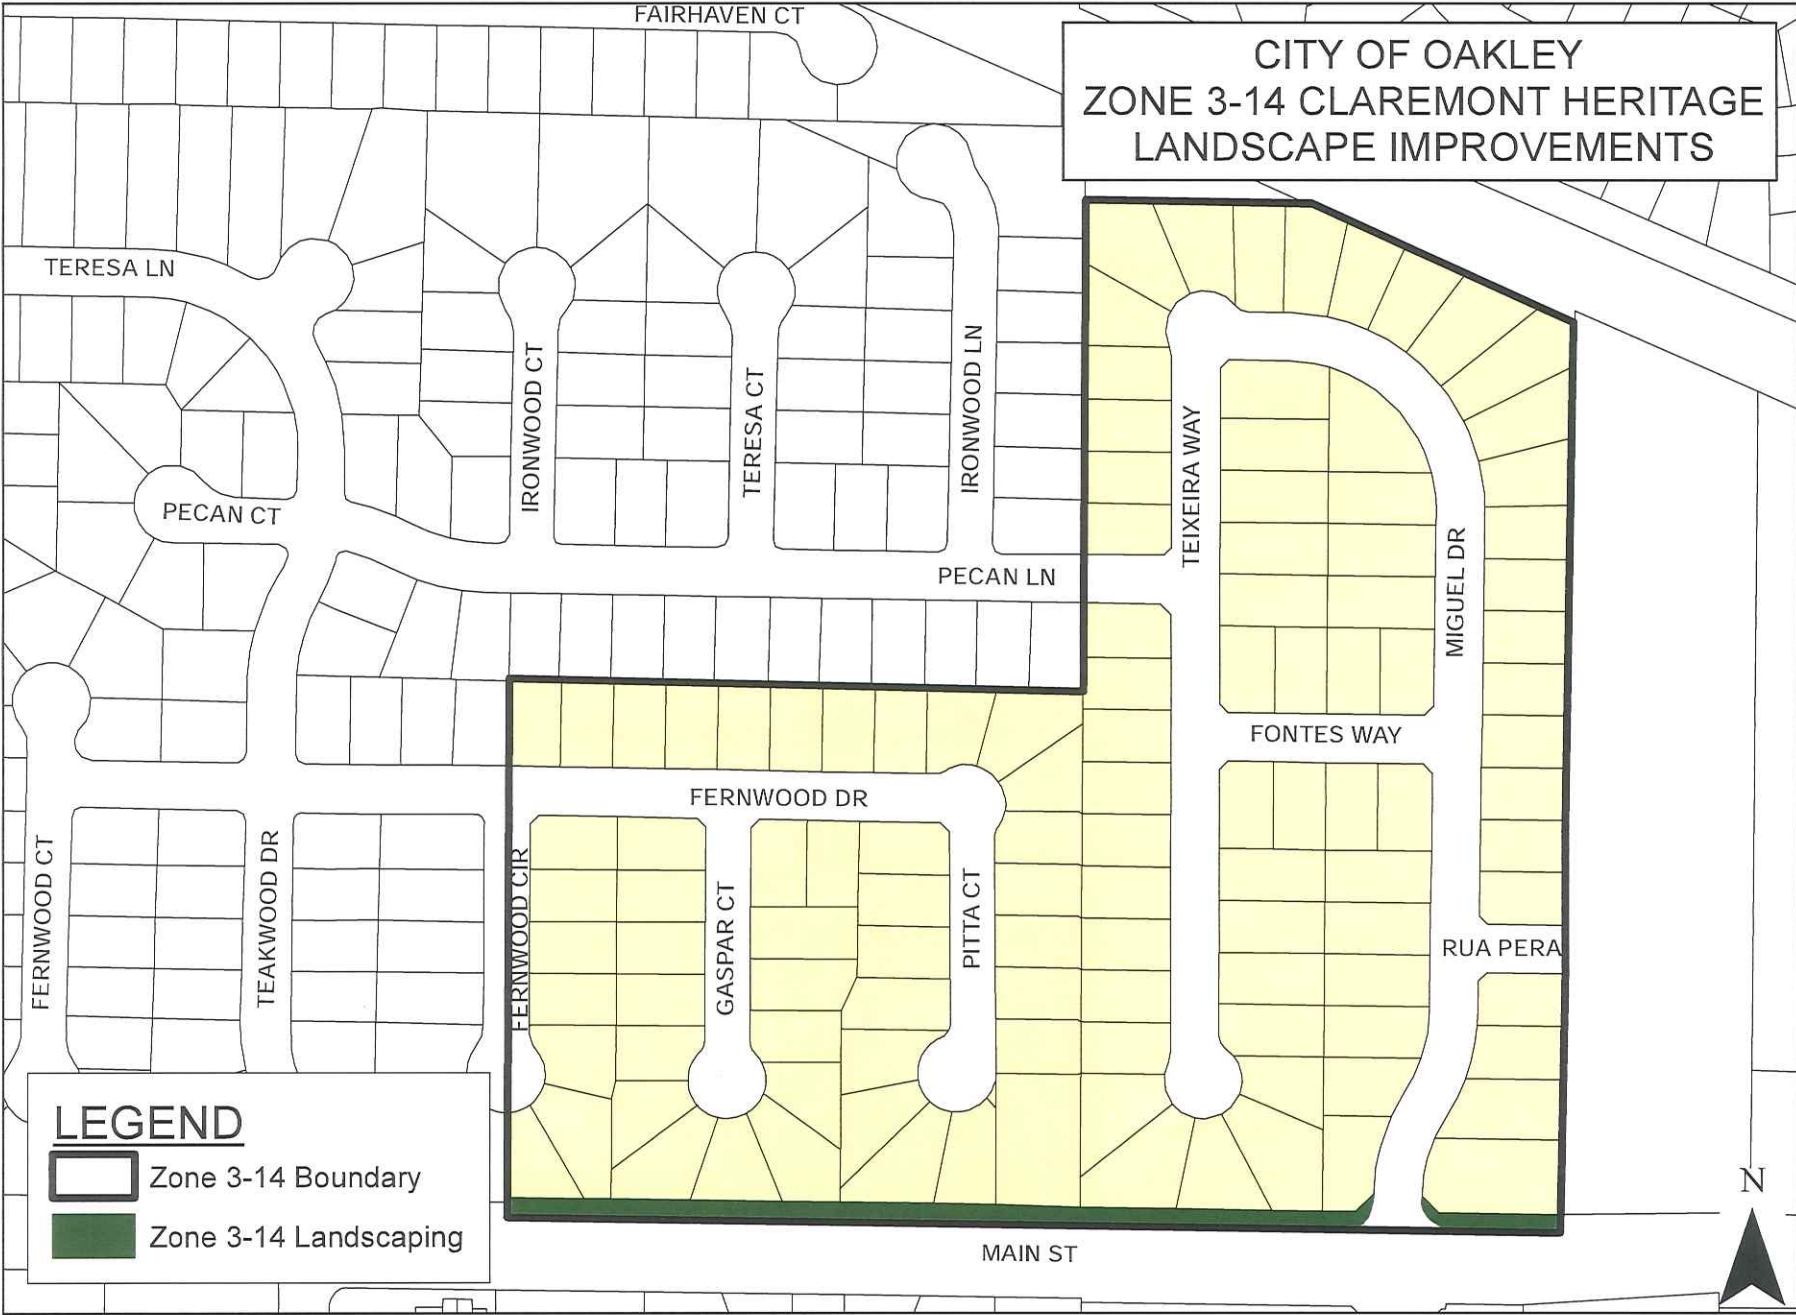 FAIRHAVEN CT
CITY OF OAKLEY
ZONE 3-14 CLAREMONT HERITAGE
LANDSCAPE IMPROVEMENTS
TERESA LN
IRONWOOD CT
TERESA CT
IRONWOOD LN
TEIXEIRA WAY
PECAN CT
PECAN LN
MIGUEL DR
FONTES WAY
FERNWOOD DR
FERNWOOD CT
TEAKWOOD DR
FERNWOOD CIR
GASPAR CT
PITTA CT
RUA PERA
LEGEND
Zone 3-14 Boundary
Zone 3-14 Landscaping
MAIN ST
N